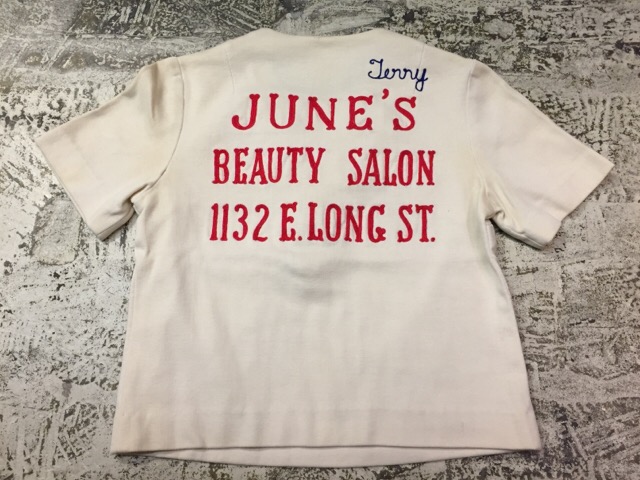 Terry
JUNE'S
BEAUTY SALON
1132 E. LONG ST.